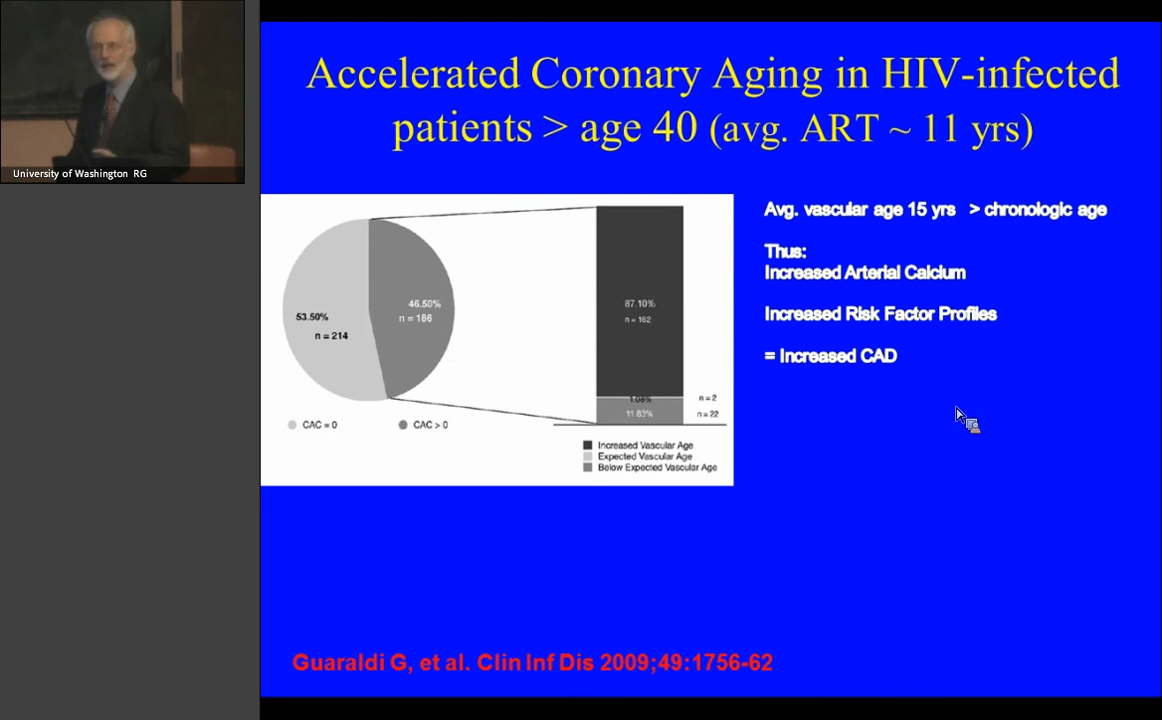 Accelerated Coronary Aging in HIV-infected
patients > age 40 (avg. ART ~ 11 yrs)
University of Washington RG
53.50%
n = 214
46.50%
n = 186
CAC = 0
CAC > 0
87.10%
n = 162
1.08%
n = 2
11.83%
n = 22
Increased Vascular Age
Expected Vascular Age
Below Expected Vascular Age
Avg. vascular age 15 yrs > chronologic age
Thus:
Increased Arterial Calcium
Increased Risk Factor Profiles
= Increased CAD
Guaraldi G, et al. Clin Inf Dis 2009;49:1756-62